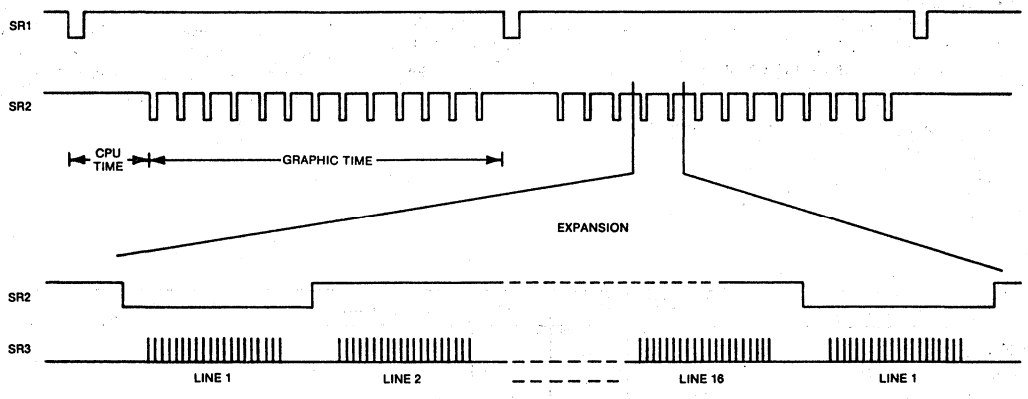 SR1
SR2
CPU
TIME
GRAPHIC TIME
EXPANSION
SR2
SR3
LINE 1
LINE 2
LINE 16
LINE 1